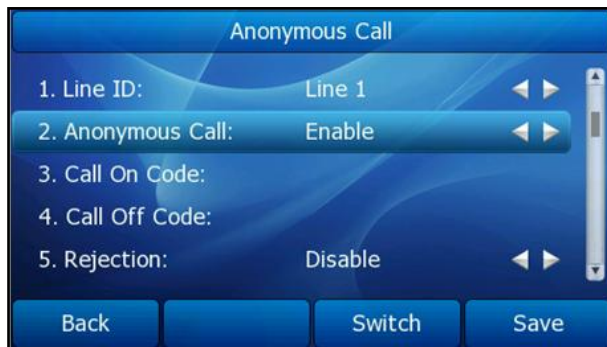 Anonymous Call
1. Line ID: Line 1
2. Anonymous Call: Enable
3. Call On Code:
4. Call Off Code:
5. Rejection: Disable
Back Switch Save